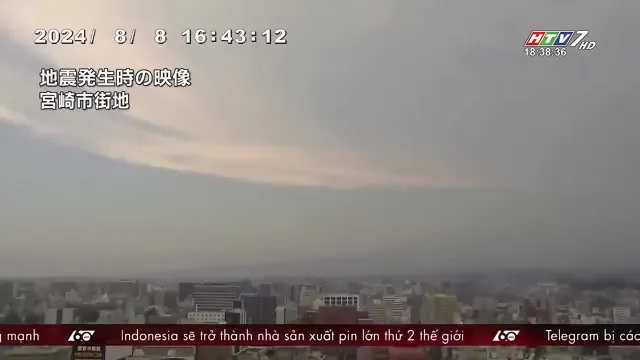 2024/ 8/ 8 16:43:12
HTV7 HD
18:38:36
地震発生時の映像
宮崎市街地
g mạnh 60 Indonesia sẽ trở thành nhà sản xuất pin lớn thứ 2 thế giới 60 Telegram bị các